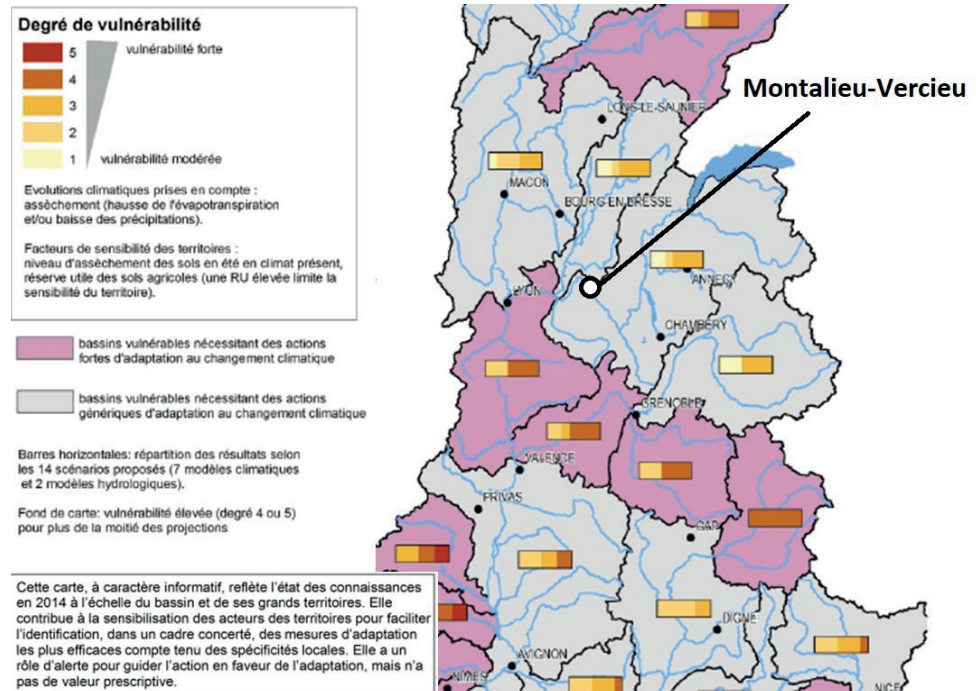 Degré de vulnérabilité
5
vulnérabilité forte
4
3
2
1
vulnérabilité modérée
Evolutions climatiques prises en compte :
assèchement (hausse de l'évapotranspiration
et/ou baisse des précipitations).
Facteurs de sensibilité des territoires :
niveau d'assèchement des sols en été en climat présent,
réserve utile des sols agricoles (une RU élevée limite la
sensibilité du territoire).
bassins vulnérables nécessitant des actions
fortes d'adaptation au changement climatique
bassins vulnérables nécessitant des actions
génériques d'adaptation au changement climatique
Barres horizontales: répartition des résultats selon
les 14 scénarios proposés (7 modèles climatiques
et 2 modèles hydrologiques).
Fond de carte: vulnérabilité élevée (degré 4 ou 5)
pour plus de la moitié des projections
Cette carte, à caractère informatif, reflète l'état des connaissances
en 2014 à l'échelle du bassin et de ses grands territoires. Elle
contribue à la sensibilisation des acteurs des territoires pour faciliter
l'identification, dans un cadre concerté, des mesures d'adaptation
les plus efficaces compte tenu des spécificités locales. Elle a un
rôle d'alerte pour guider l'action en faveur de l'adaptation, mais n'a
pas de valeur prescriptive.
Montalieu-Vercieu
LONS-LE-SAUNIER
MACON
BOURG-EN-BRESSE
ANNECY
LYON
CHAMBERY
GRENOBLE
VALENCE
PRIVAS
GAP
DIGNE
AVIGNON
NIMES
NICE